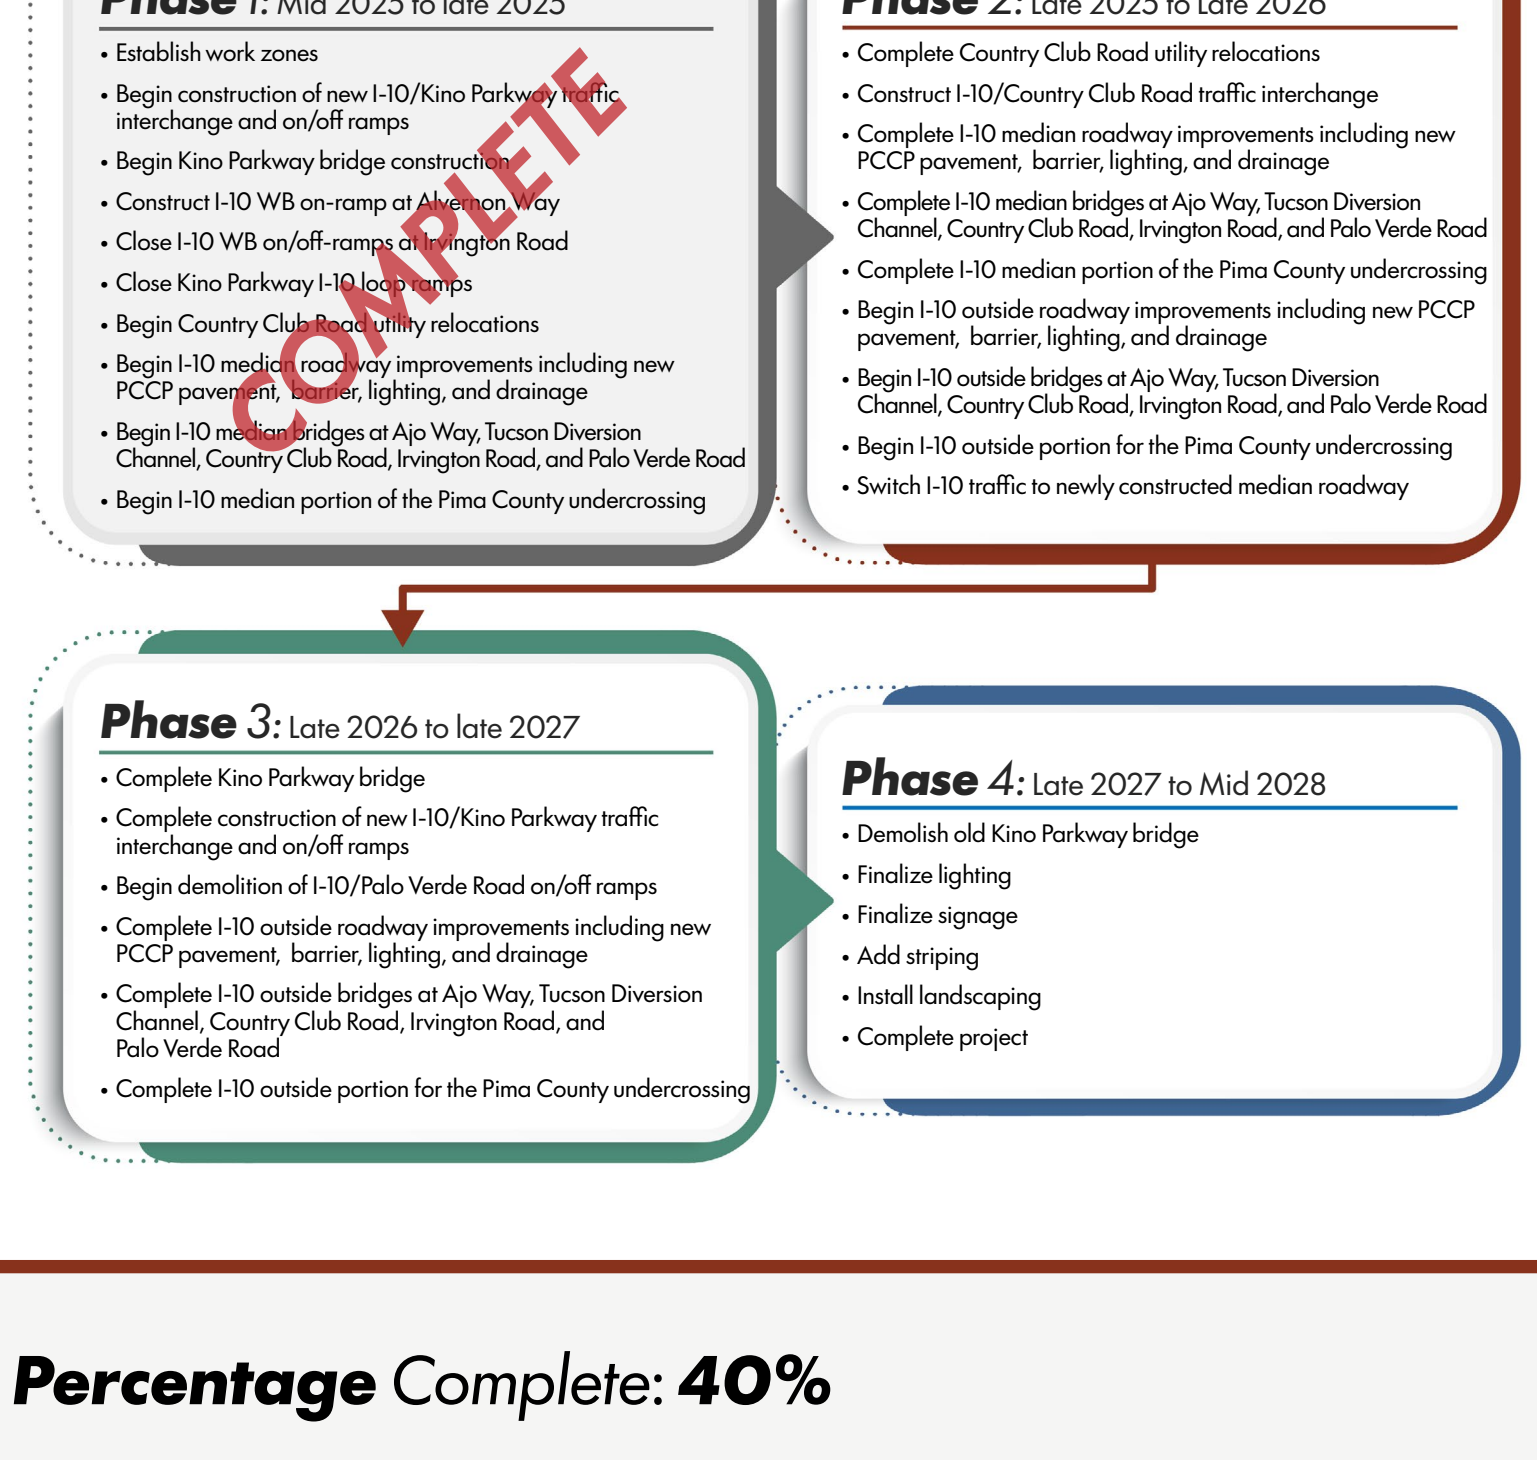 Phase 1: Mid 2025 to late 2025
• Establish work zones
• Begin construction of new I-10/Kino Parkway traffic
interchange and on/off ramps
• Begin Kino Parkway bridge construction
• Construct I-10 WB on-ramp at Alvernon Way
• Close I-10 WB on/off-ramps at Irvington Road
• Close Kino Parkway I-10 loop ramps
• Begin Country Club Road utility relocations
• Begin I-10 median roadway improvements including new
PCCP pavement, barrier, lighting, and drainage
• Begin I-10 median bridges at Ajo Way, Tucson Diversion
Channel, Country Club Road, Irvington Road, and Palo Verde Road
• Begin I-10 median portion of the Pima County undercrossing
COMPLETE
Phase 2: Late 2025 to Late 2026
• Complete Country Club Road utility relocations
• Construct I-10/Country Club Road traffic interchange
• Complete I-10 median roadway improvements including new
PCCP pavement, barrier, lighting, and drainage
• Complete I-10 median bridges at Ajo Way, Tucson Diversion
Channel, Country Club Road, Irvington Road, and Palo Verde Road
• Complete I-10 median portion of the Pima County undercrossing
• Begin I-10 outside roadway improvements including new PCCP
pavement, barrier, lighting, and drainage
• Begin I-10 outside bridges at Ajo Way, Tucson Diversion
Channel, Country Club Road, Irvington Road, and Palo Verde Road
• Begin I-10 outside portion for the Pima County undercrossing
• Switch I-10 traffic to newly constructed median roadway
Phase 3: Late 2026 to late 2027
• Complete Kino Parkway bridge
• Complete construction of new I-10/Kino Parkway traffic
interchange and on/off ramps
• Begin demolition of I-10/Palo Verde Road on/off ramps
• Complete I-10 outside roadway improvements including new
PCCP pavement, barrier, lighting, and drainage
• Complete I-10 outside bridges at Ajo Way, Tucson Diversion
Channel, Country Club Road, Irvington Road, and
Palo Verde Road
• Complete I-10 outside portion for the Pima County undercrossing
Phase 4: Late 2027 to Mid 2028
• Demolish old Kino Parkway bridge
• Finalize lighting
• Finalize signage
• Add striping
• Install landscaping
• Complete project
Percentage Complete: 40%